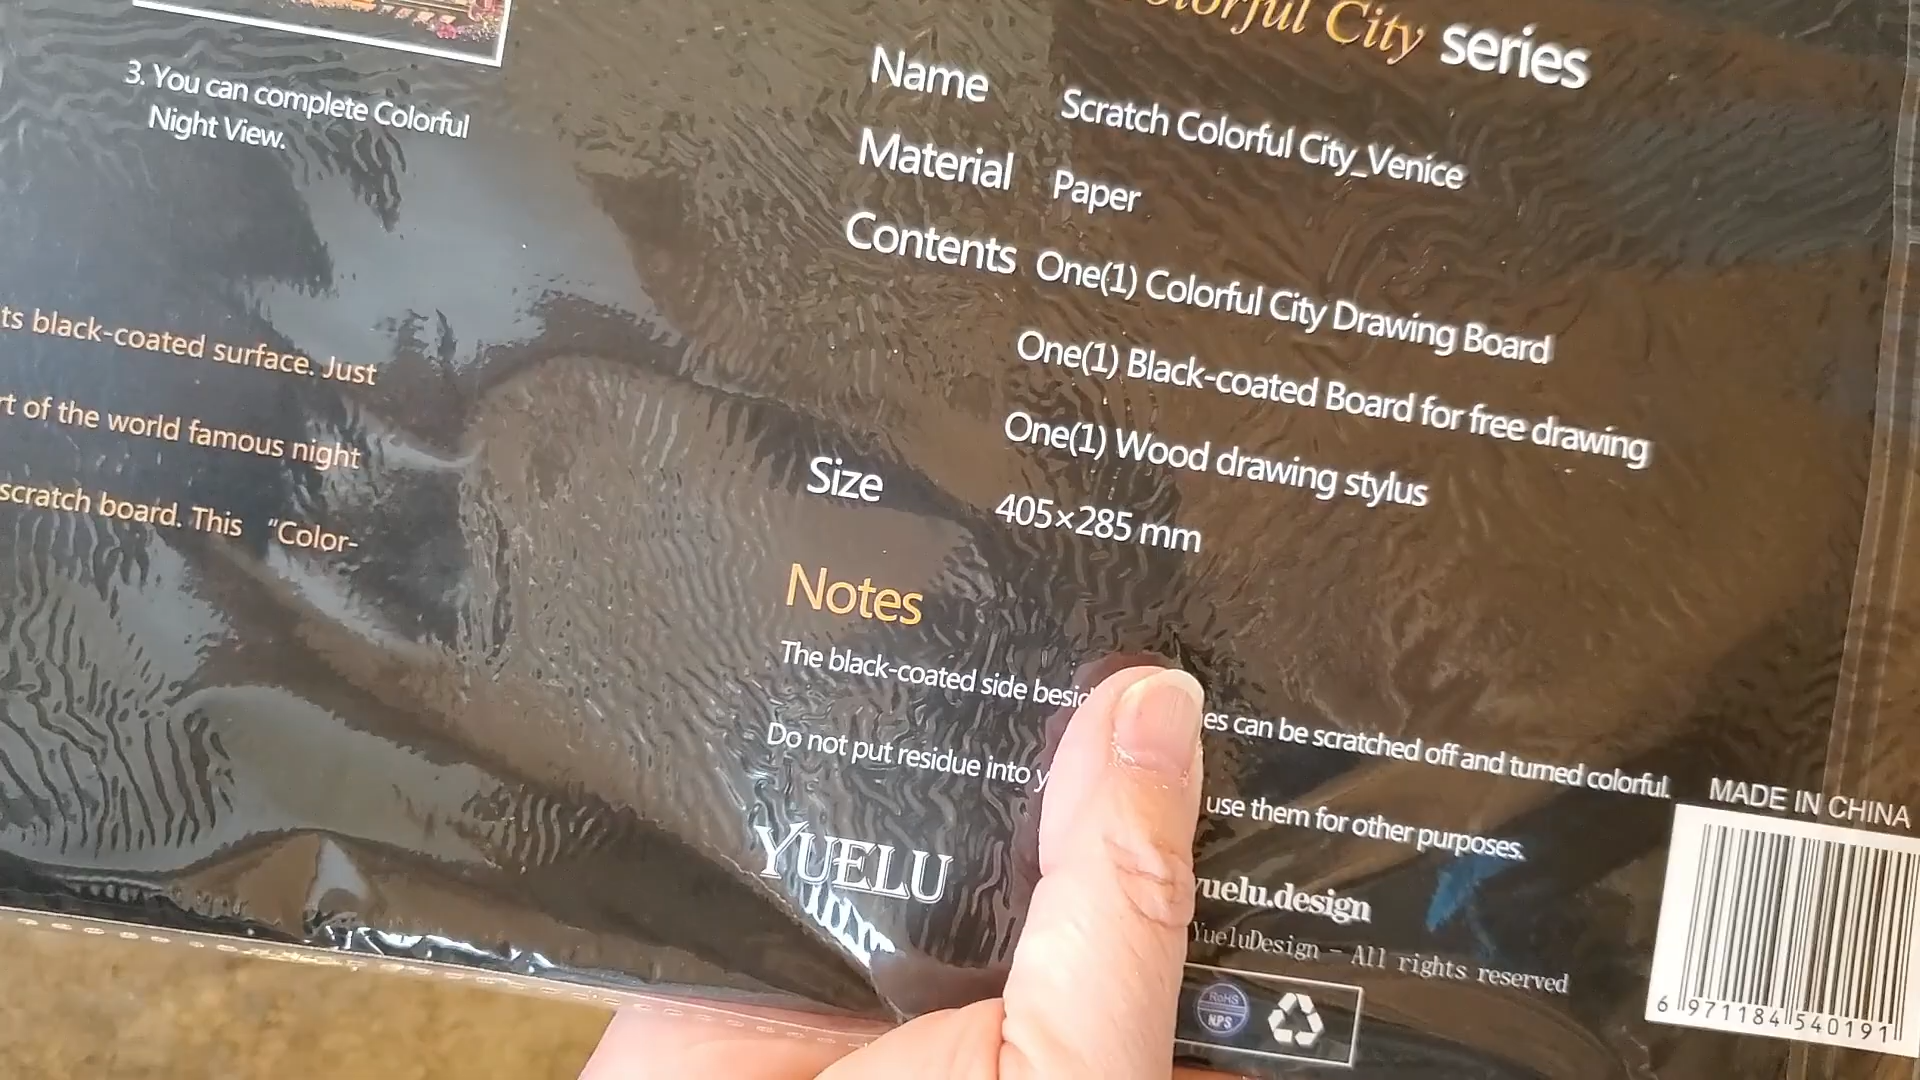 City series
3. You can complete Colorful
Night View.
ts black-coated surface. Just
rt of the world famous night
scratch board. This “Color-
Name Scratch Colorful City_Venice
Material Paper
Contents One(1) Colorful City Drawing Board
One(1) Black-coated Board for free drawing
One(1) Wood drawing stylus
Size 405×285 mm
Notes
The black-coated side es can be scratched off and turned colorful.
Do not put residue into use them for other purposes.
MADE IN CHINA
YUELU
yuelu.design
YueluDesign - All rights reserved
RoHS
NPS
6 971184 540191